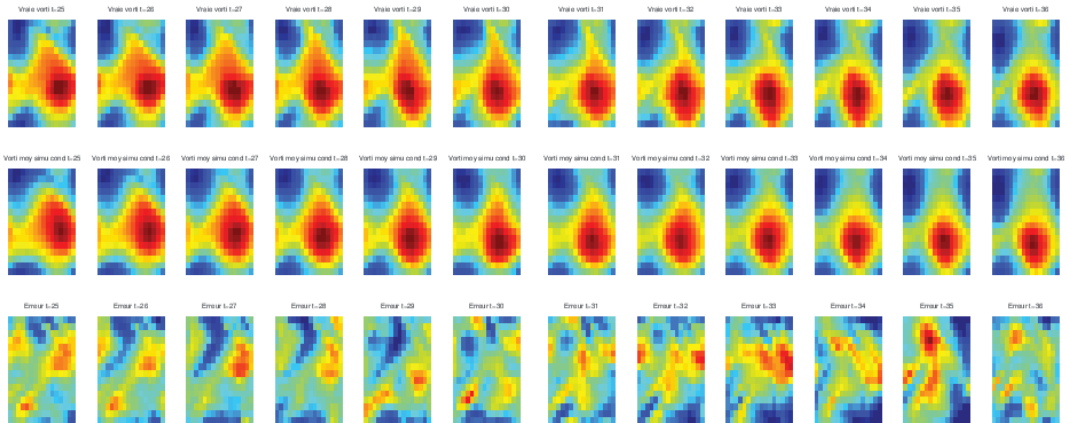 Vraie vorti t=25 Vraie vorti t=26 Vraie vorti t=27 Vraie vorti t=28 Vraie vorti t=29 Vraie vorti t=30 Vraie vorti t=31 Vraie vorti t=32 Vraie vorti t=33 Vraie vorti t=34 Vraie vorti t=35 Vraie vorti t=36
Vorti moy simu cond t=25 Vorti moy simu cond t=26 Vorti moy simu cond t=27 Vorti moy simu cond t=28 Vorti moy simu cond t=29 Vorti moy simu cond t=30 Vorti moy simu cond t=31 Vorti moy simu cond t=32 Vorti moy simu cond t=33 Vorti moy simu cond t=34 Vorti moy simu cond t=35 Vorti moy simu cond t=36
Erreur t=25 Erreur t=26 Erreur t=27 Erreur t=28 Erreur t=29 Erreur t=30 Erreur t=31 Erreur t=32 Erreur t=33 Erreur t=34 Erreur t=35 Erreur t=36